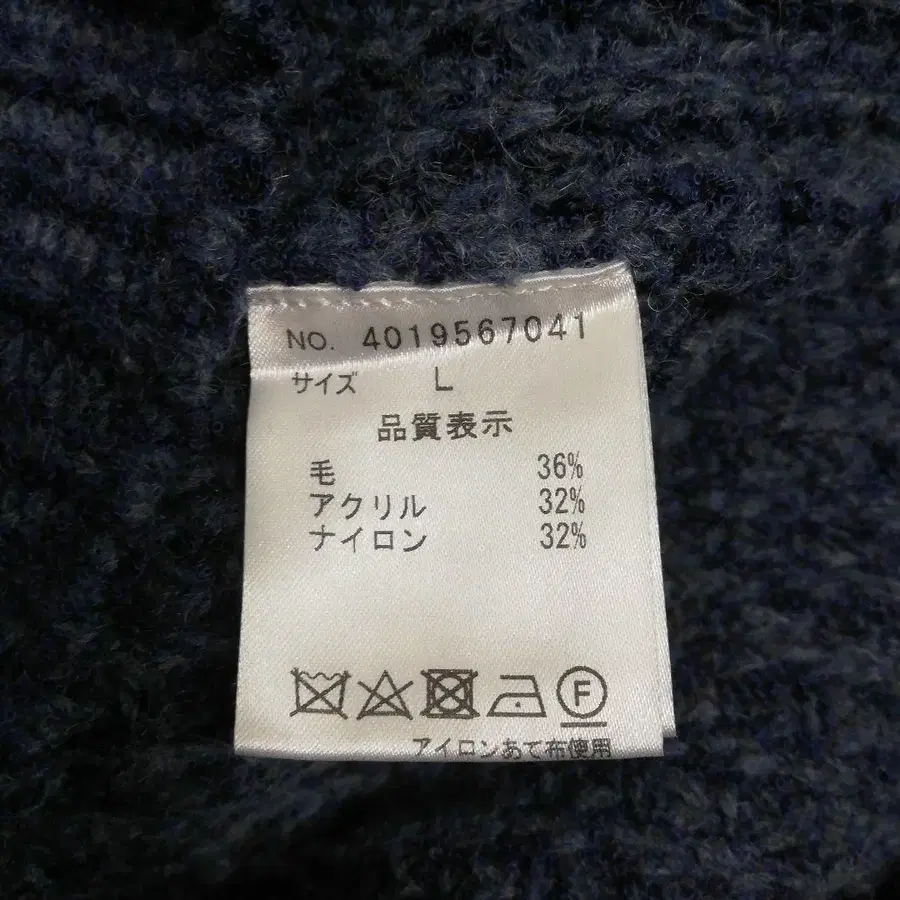 NO. 4019567041
サイズ L
品質表示
毛 36%
アクリル 32%
ナイロン 32%
F
アイロンあて布使用